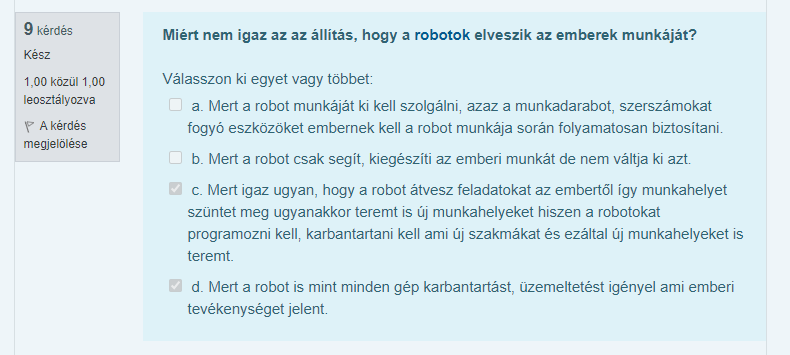 9 kérdés
Kész
1,00 közül 1,00
leosztályozva
A kérdés
megjelölése
Miért nem igaz az az állítás, hogy a robotok elveszik az emberek munkáját?
Válasszon ki egyet vagy többet:
a. Mert a robot munkáját ki kell szolgálni, azaz a munkadarabot, szerszámokat
fogyó eszközöket embernek kell a robot munkája során folyamatosan biztosítani.
b. Mert a robot csak segít, kiegészíti az emberi munkát de nem váltja ki azt.
c. Mert igaz ugyan, hogy a robot átvesz feladatokat az embertől így munkahelyet
szüntet meg ugyanakkor teremt is új munkahelyeket hiszen a robotokat
programozni kell, karbantartani kell ami új szakmákat és ezáltal új munkahelyeket is
teremt.
d. Mert a robot is mint minden gép karbantartást, üzemeltetést igényel ami emberi
tevékenységet jelent.